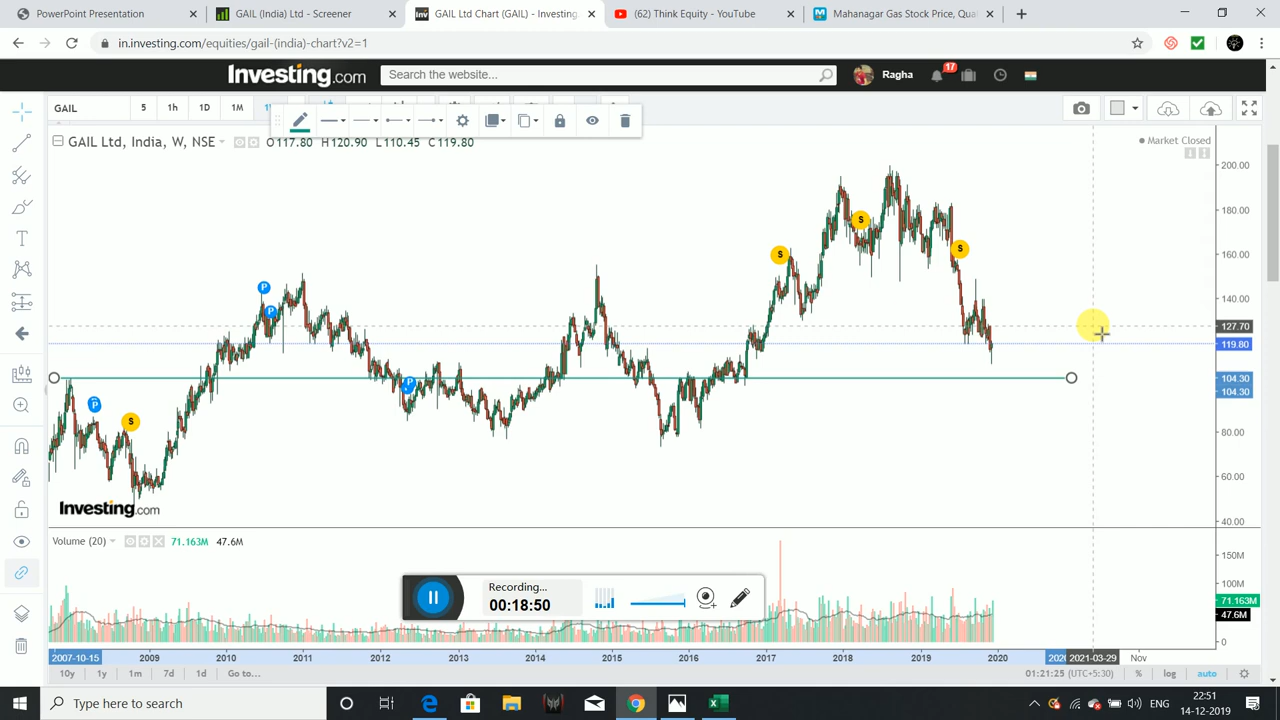 PowerPoint Presentation
GAIL (India) Ltd - Screener
Inv GAIL Ltd Chart (GAIL) - Investing.
(62) Think Equity - YouTube
M Mahanagar Gas Stock Price, Qua
in.investing.com/equities/gail-(india)-chart?v2=1
Investing.com
Search the website...
Ragha
17
GAIL
5 1h 1D 1M
GAIL Ltd, India, W, NSE
O117.80 H120.90 L110.45 C119.80
Market Closed
200.00
180.00
160.00
140.00
127.70
119.80
104.30
104.30
80.00
60.00
40.00
S
S
S
P
P
P
P
S
Investing.com
Volume (20) 71.163M 47.6M
150M
100M
71.163M
47.6M
0
Recording...
00:18:50
2007-10-15 2009 2010 2011 2012 2013 2014 2015 2016 2017 2018 2019 2020 2021-03-29 Nov
10y 1y 1m 7d 1d Go to...
21:21:25 (UTC+5:30) % log auto
Type here to search
ENG
22:51
14-12-2019